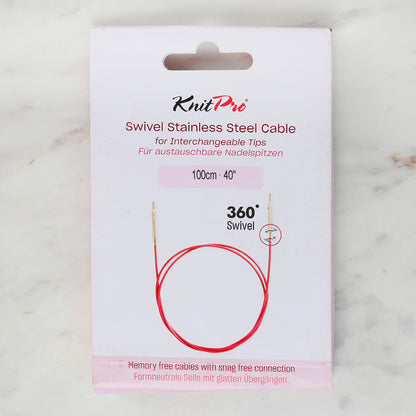 KnitPro®
Swivel Stainless Steel Cable
for Interchangeable Tips
Für austauschbare Nadelspitzen
100cm · 40"
360°
Swivel
Memory free cables with snag free connection
Formneutrale Seile mit glatten Übergängen.